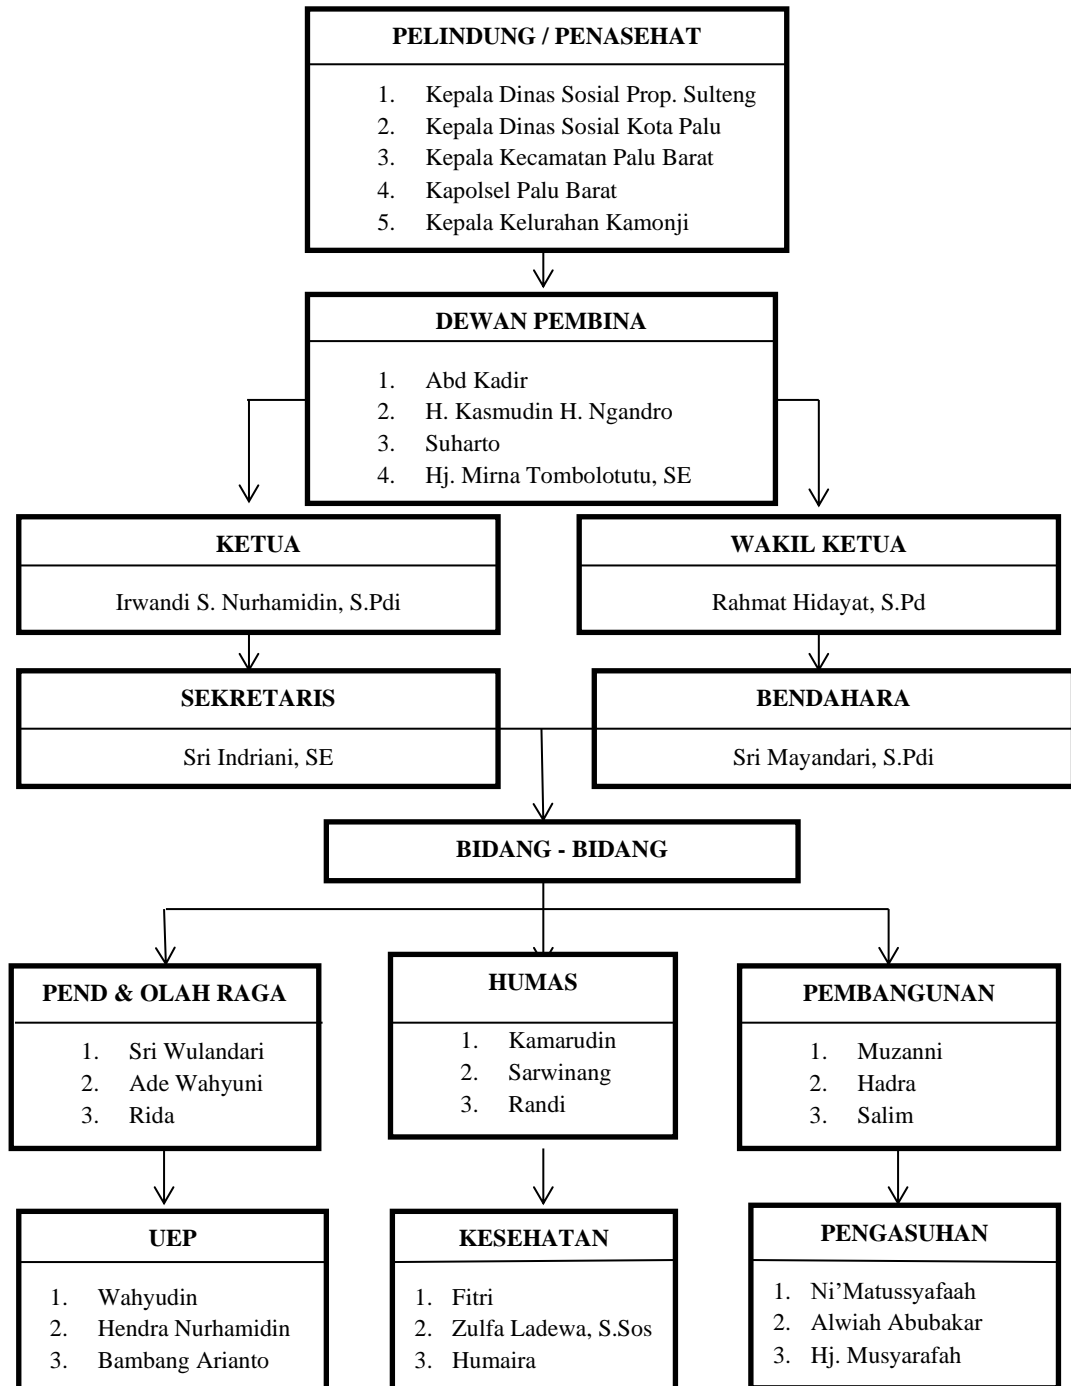 PELINDUNG / PENASEHAT
1. Kepala Dinas Sosial Prop. Sulteng
2. Kepala Dinas Sosial Kota Palu
3. Kepala Kecamatan Palu Barat
4. Kapolsel Palu Barat
5. Kepala Kelurahan Kamonji
DEWAN PEMBINA
1. Abd Kadir
2. H. Kasmudin H. Ngandro
3. Suharto
4. Hj. Mirna Tombolotutu, SE
KETUA
Irwandi S. Nurhamidin, S.Pdi
WAKIL KETUA
Rahmat Hidayat, S.Pd
SEKRETARIS
Sri Indriani, SE
BENDAHARA
Sri Mayandari, S.Pdi
BIDANG - BIDANG
PEND & OLAH RAGA
1. Sri Wulandari
2. Ade Wahyuni
3. Rida
HUMAS
1. Kamarudin
2. Sarwinang
3. Randi
PEMBANGUNAN
1. Muzanni
2. Hadra
3. Salim
UEP
1. Wahyudin
2. Hendra Nurhamidin
3. Bambang Arianto
KESEHATAN
1. Fitri
2. Zulfa Ladewa, S.Sos
3. Humaira
PENGASUHAN
1. Ni’Matussyafaah
2. Alwiah Abubakar
3. Hj. Musyarafah